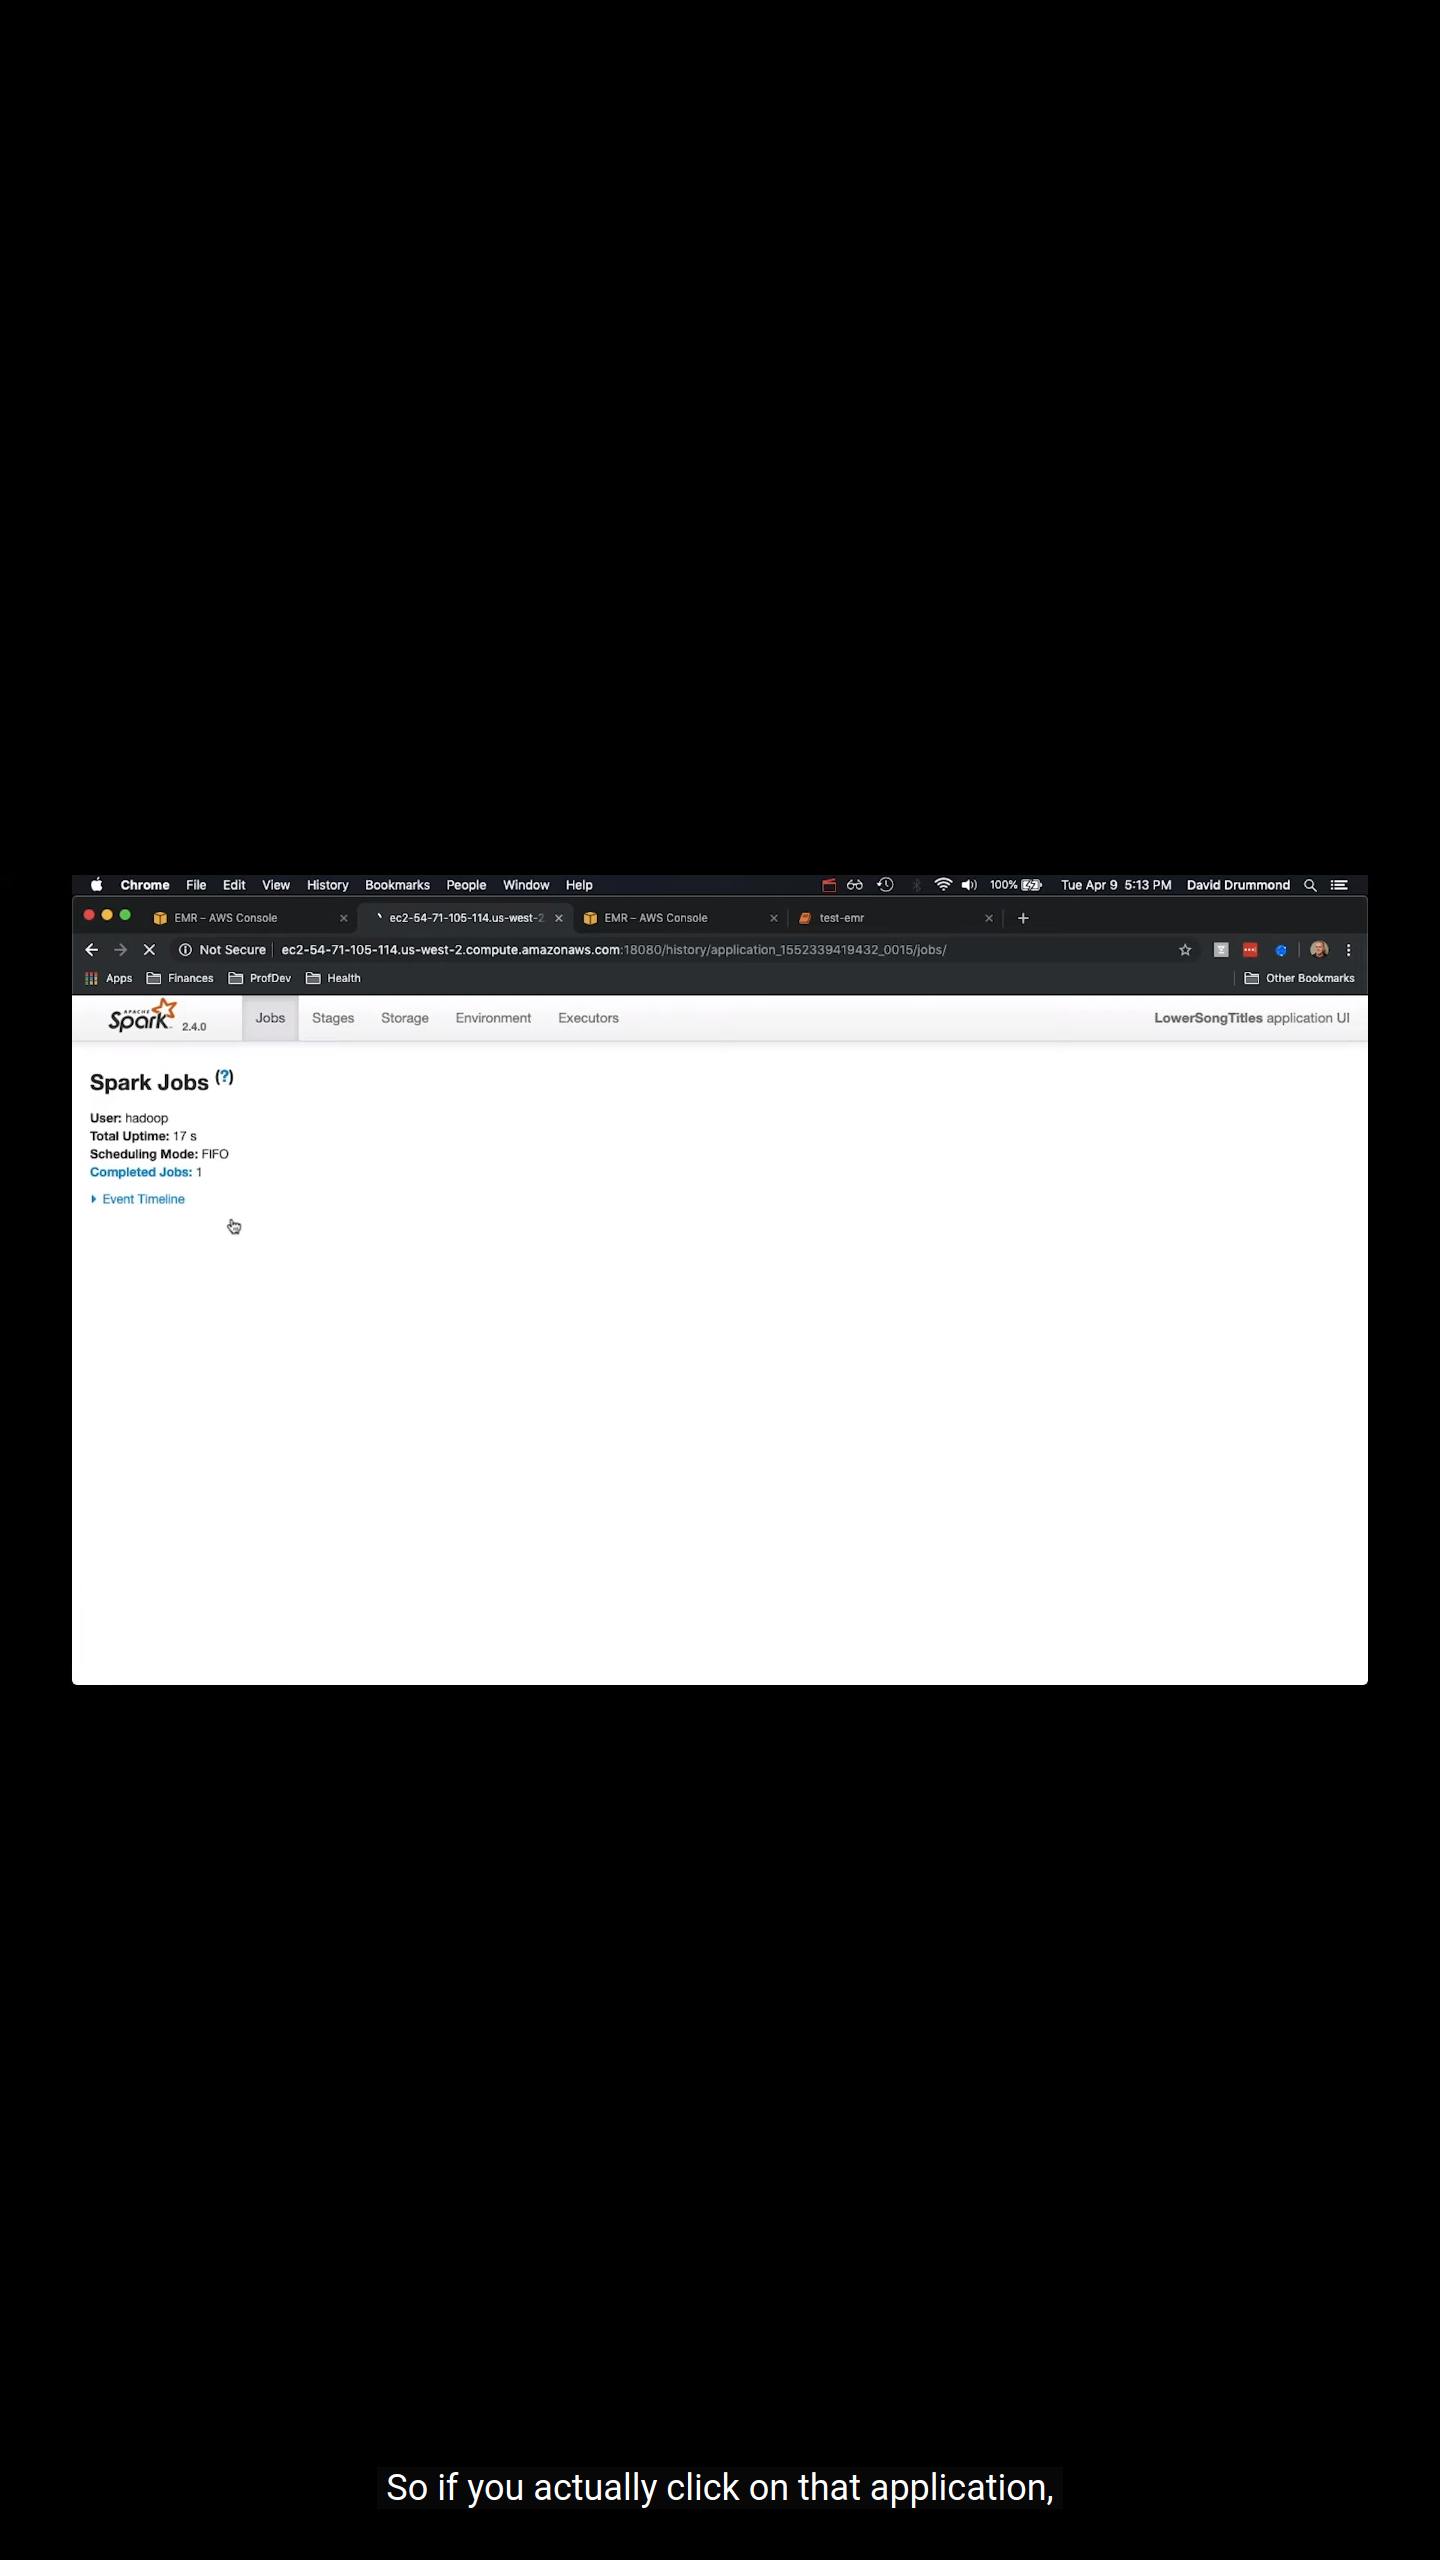 Chrome File Edit View History Bookmarks People Window Help 100% Tue Apr 9 5:13 PM David Drummond
EMR – AWS Console ec2-54-71-105-114.us-west-2 EMR – AWS Console test-emr
Not Secure ec2-54-71-105-114.us-west-2.compute.amazonaws.com:18080/history/application_1552339419432_0015/jobs/
Apps Finances ProfDev Health Other Bookmarks
APACHE Spark 2.4.0 Jobs Stages Storage Environment Executors LowerSongTitles application UI
Spark Jobs (?)
User: hadoop
Total Uptime: 17 s
Scheduling Mode: FIFO
Completed Jobs: 1
Event Timeline
So if you actually click on that application,